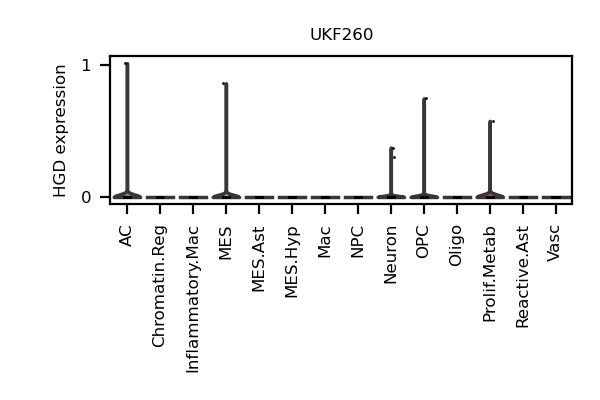 UKF260
HGD expression
1
0
AC
Chromatin.Reg
Inflammatory.Mac
MES
MES.Ast
MES.Hyp
Mac
NPC
Neuron
OPC
Oligo
Prolif.Metab
Reactive.Ast
Vasc